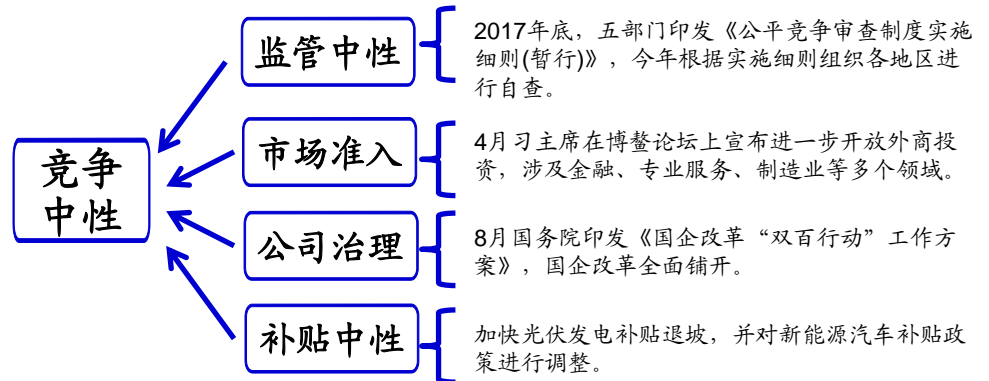 竞争
中性
监管中性
2017年底，五部门印发《公平竞争审查制度实施
细则(暂行)》，今年根据实施细则组织各地区进
行自查。
市场准入
4月习主席在博鳌论坛上宣布进一步开放外商投
资，涉及金融、专业服务、制造业等多个领域。
公司治理
8月国务院印发《国企改革“双百行动”工作方
案》，国企改革全面铺开。
补贴中性
加快光伏发电补贴退坡，并对新能源汽车补贴政
策进行调整。